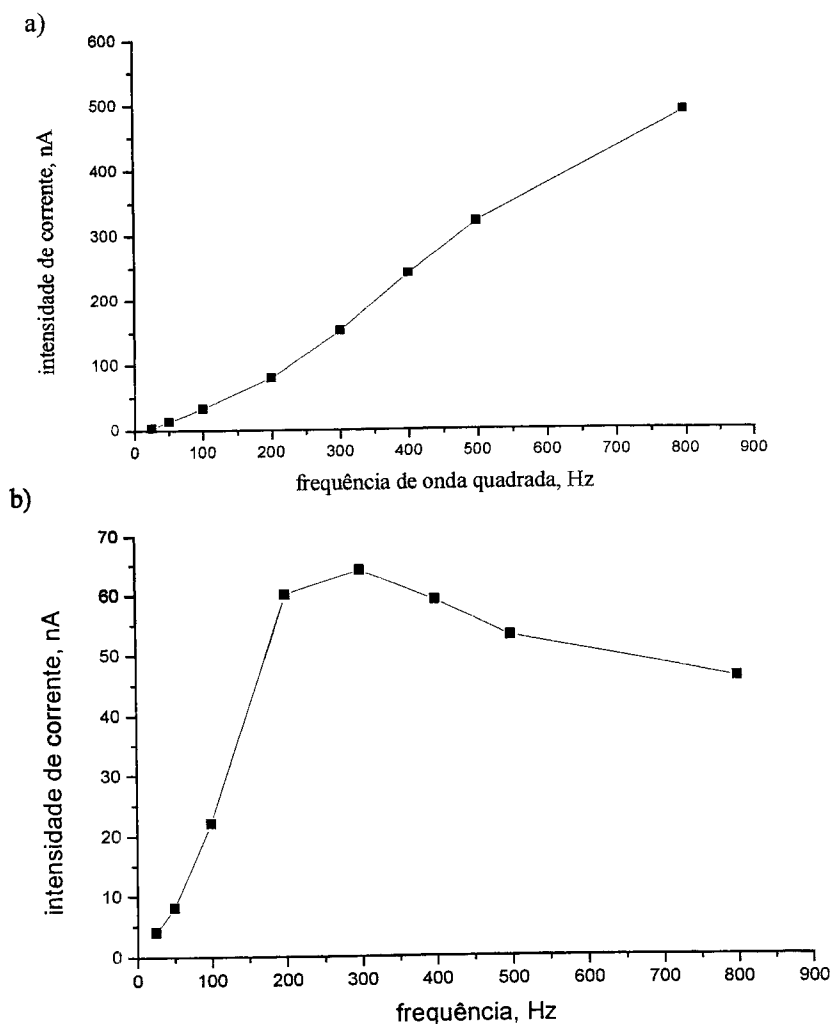 a)
600
500
400
300
200
100
0
intensidade de corrente, nA
0 100 200 300 400 500 600 700 800 900
frequência de onda quadrada, Hz
b)
70
60
50
40
30
20
10
0
intensidade de corrente, nA
0 100 200 300 400 500 600 700 800 900
frequência, Hz